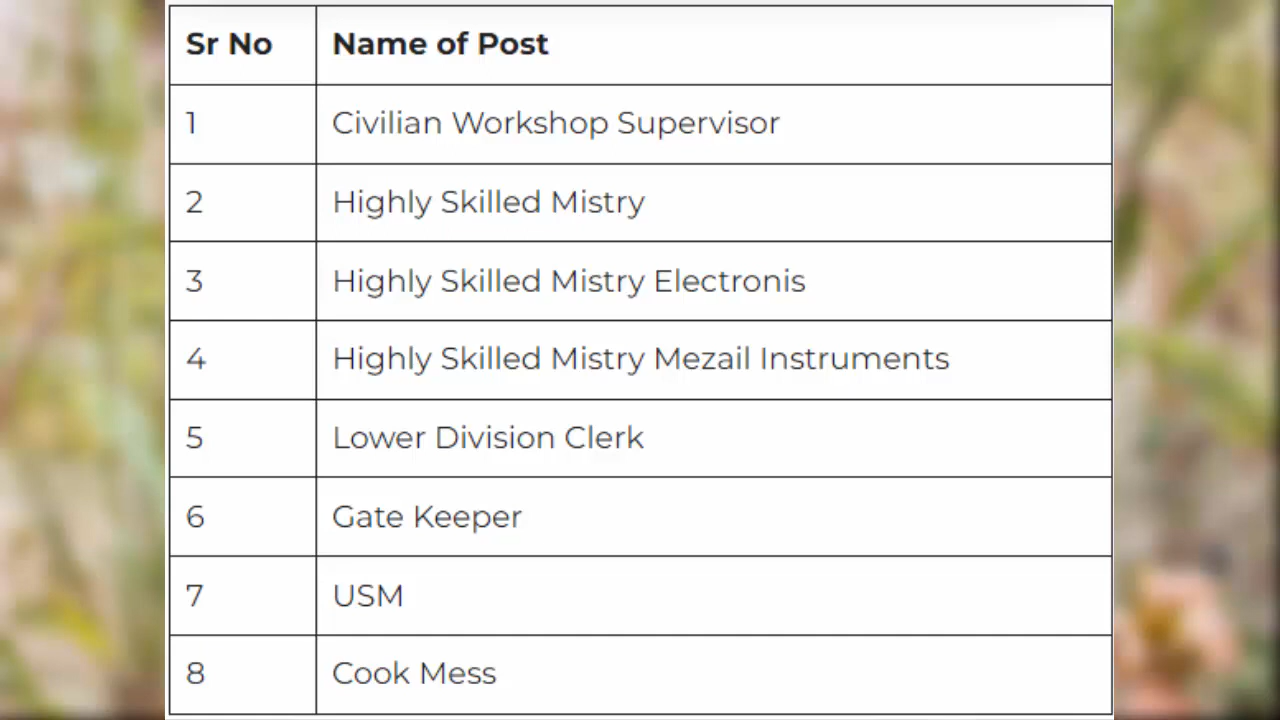 Sr No Name of Post
1 Civilian Workshop Supervisor
2 Highly Skilled Mistry
3 Highly Skilled Mistry Electronis
4 Highly Skilled Mistry Mezail Instruments
5 Lower Division Clerk
6 Gate Keeper
7 USM
8 Cook Mess